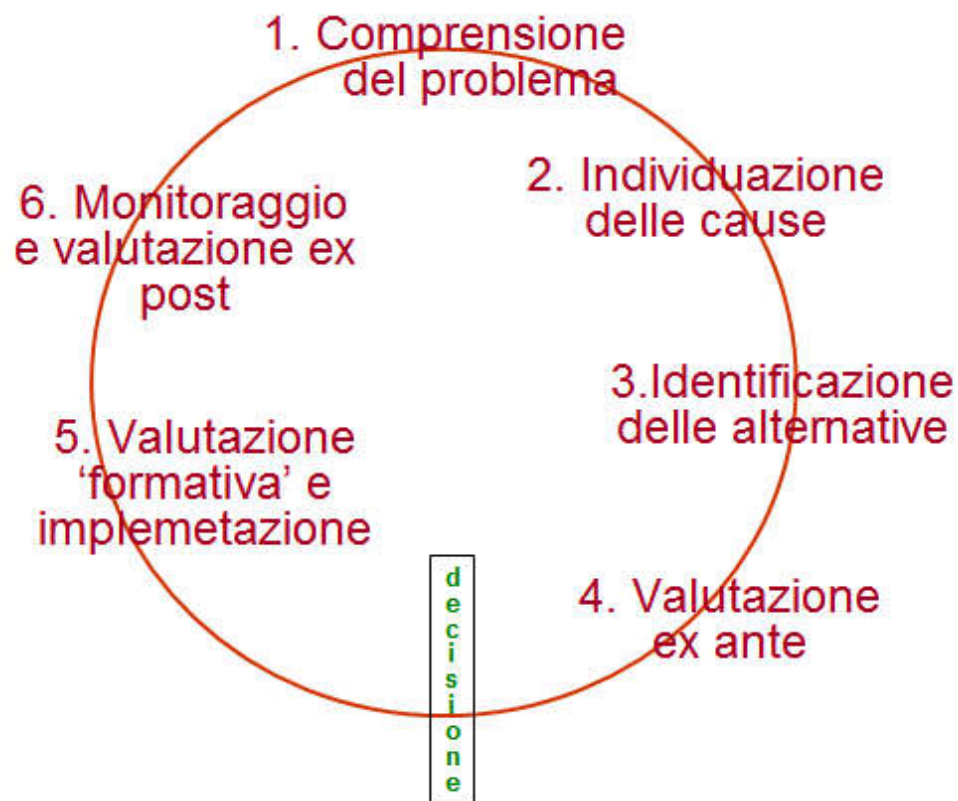 1. Comprensione
del problema
2. Individuazione
delle cause
3.Identificazione
delle alternative
4. Valutazione
ex ante
decisione
5. Valutazione
‘formativa’ e
implemetazione
6. Monitoraggio
e valutazione ex
post